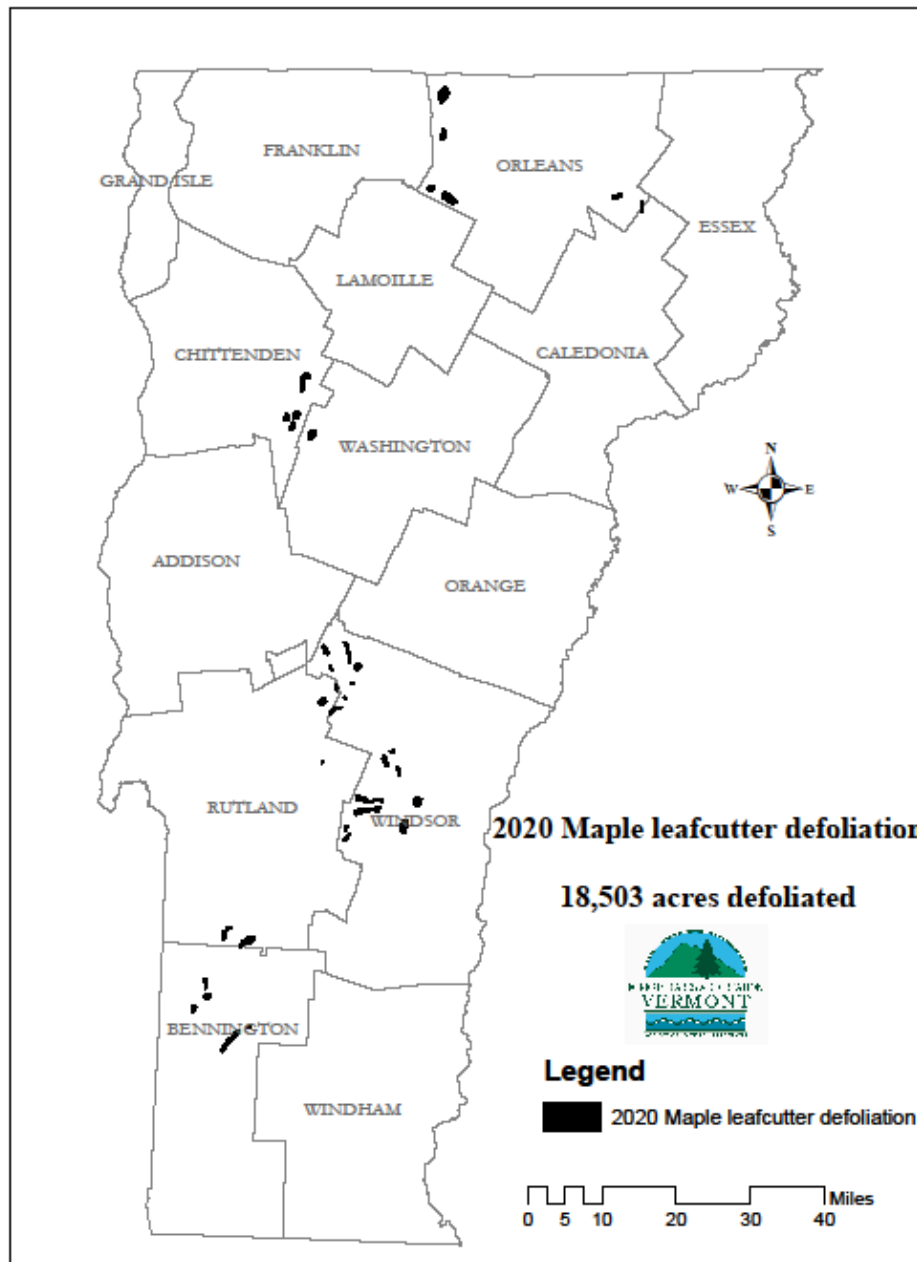 FRANKLIN
ORLEANS
GRAND ISLE
ESSEX
LAMOILLE
CHITTENDEN
CALEDONIA
WASHINGTON
N
W E
S
ADDISON
ORANGE
RUTLAND
WINDSOR
2020 Maple leafcutter defoliation
18,503 acres defoliated
VERMONT
BENNINGTON
WINDHAM
Legend
2020 Maple leafcutter defoliation
Miles
0 5 10 20 30 40